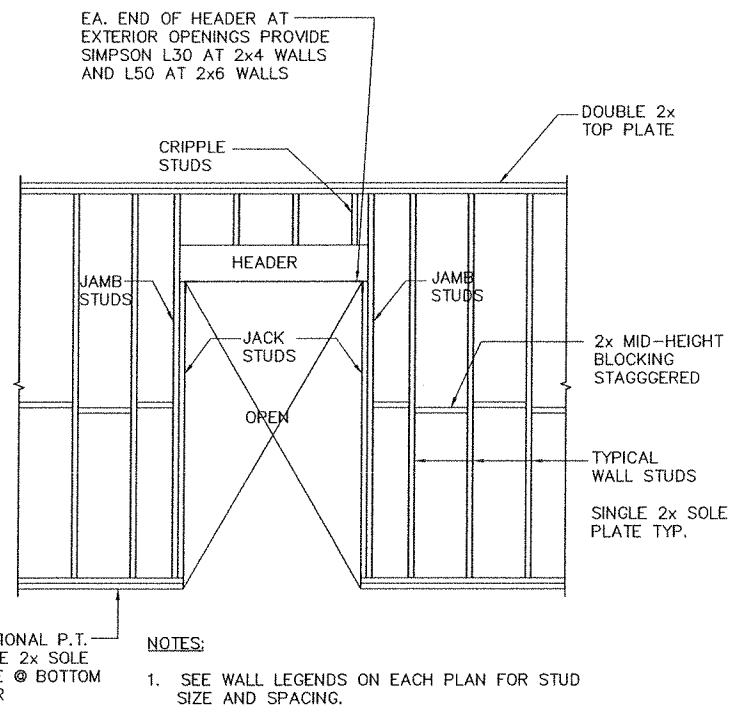 EA. END OF HEADER AT
EXTERIOR OPENINGS PROVIDE
SIMPSON L30 AT 2x4 WALLS
AND L50 AT 2x6 WALLS
DOUBLE 2x
TOP PLATE
CRIPPLE
STUDS
HEADER
JAMB
STUDS
JAMB
STUDS
JACK
STUDS
2x MID-HEIGHT
BLOCKING
STAGGGERED
OPEN
TYPICAL
WALL STUDS
SINGLE 2x SOLE
PLATE TYP.
IONAL P.T.
E 2x SOLE
E @ BOTTOM
R
NOTES:
1. SEE WALL LEGENDS ON EACH PLAN FOR STUD
SIZE AND SPACING.